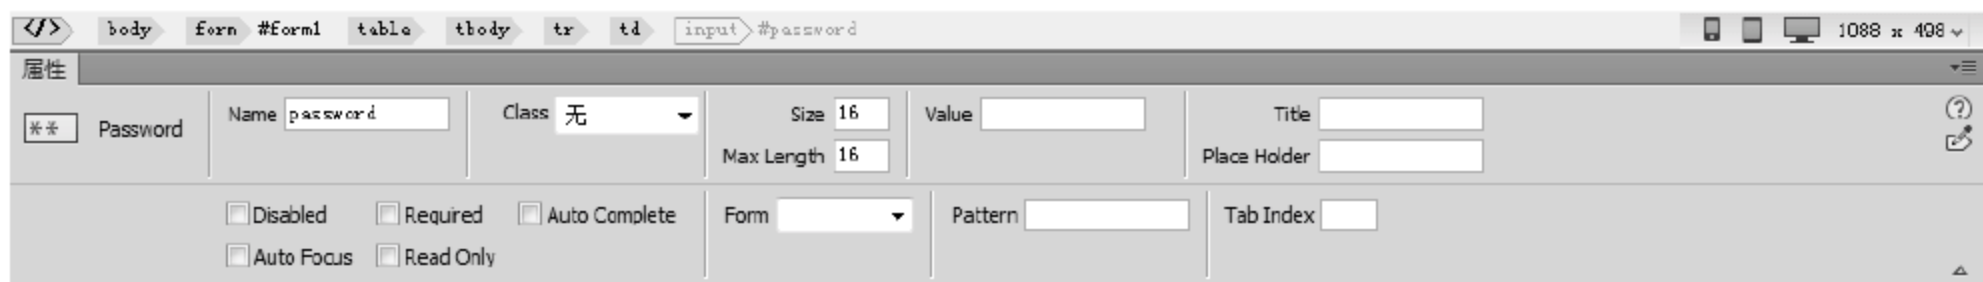 </> body form #form1 table tbody tr td input #password 1088 x 498
属性
** Password Name password Class 无 Size 16 Value Title
Max Length 16 Place Holder
Disabled Required Auto Complete Form Pattern Tab Index
Auto Focus Read Only